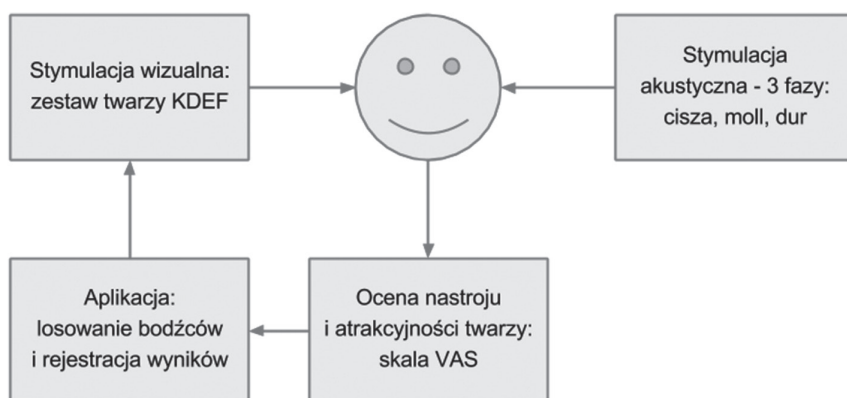 Stymulacja wizualna:
zestaw twarzy KDEF
Stymulacja
akustyczna - 3 fazy:
cisza, moll, dur
Aplikacja:
losowanie bodźców
i rejestracja wyników
Ocena nastroju
i atrakcyjności twarzy:
skala VAS